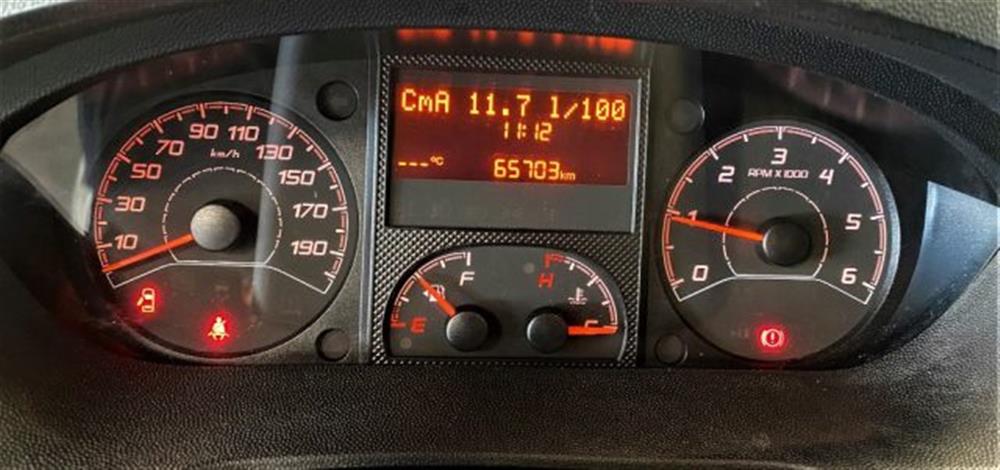 CmA 11.7 l/100
11:12
---°C 65703km
10 30 50 70 90 110 130 150 170 190
km/h
0 1 2 3 4 5 6
RPM X 1000
E F
H C